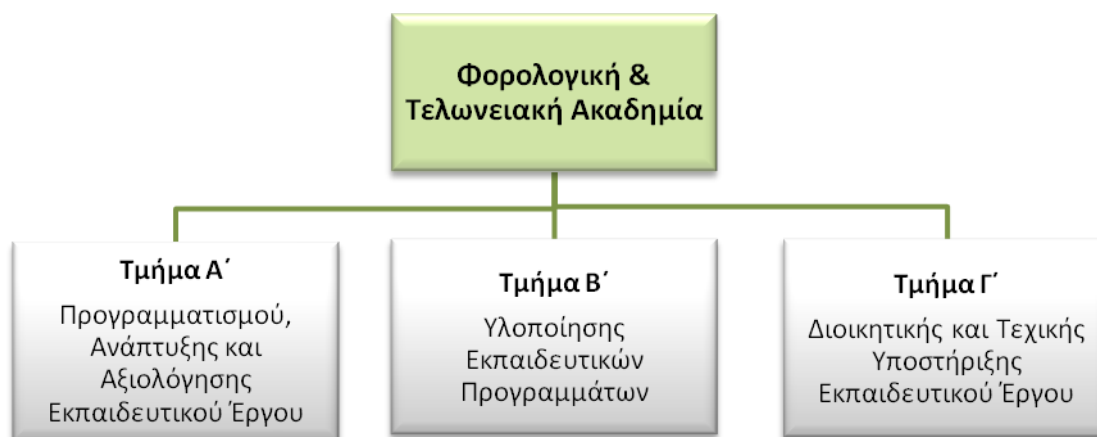 Φορολογική &
Τελωνειακή Ακαδημία
Τμήμα Α΄
Προγραμματισμού,
Ανάπτυξης και
Αξιολόγησης
Εκπαιδευτικού Έργου
Τμήμα Β΄
Υλοποίησης
Εκπαιδευτικών
Προγραμμάτων
Τμήμα Γ΄
Διοικητικής και Τεχικής
Υποστήριξης
Εκπαιδευτικού Έργου